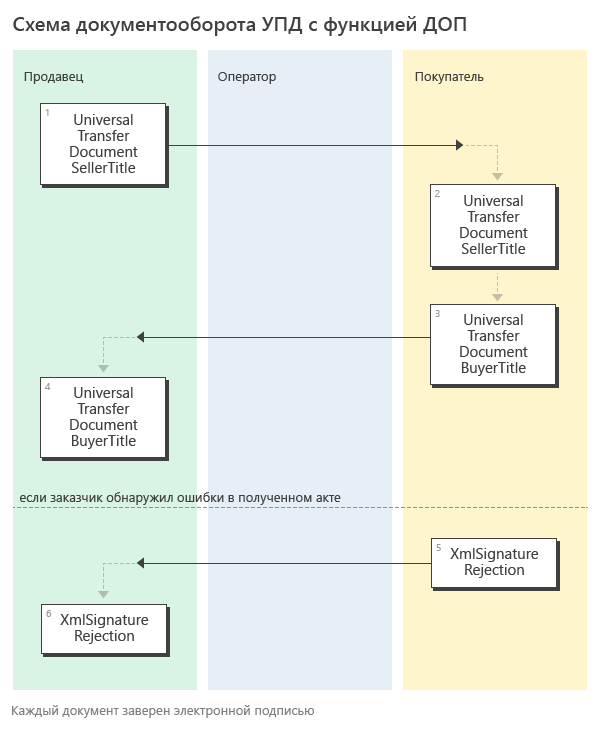 Схема документооборота УПД с функцией ДОП
Продавец
Оператор
Покупатель
1
Universal
Transfer
Document
SellerTitle
2
Universal
Transfer
Document
SellerTitle
3
Universal
Transfer
Document
BuyerTitle
4
Universal
Transfer
Document
BuyerTitle
если заказчик обнаружил ошибки в полученном акте
5
XmlSignature
Rejection
6
XmlSignature
Rejection
Каждый документ заверен электронной подписью